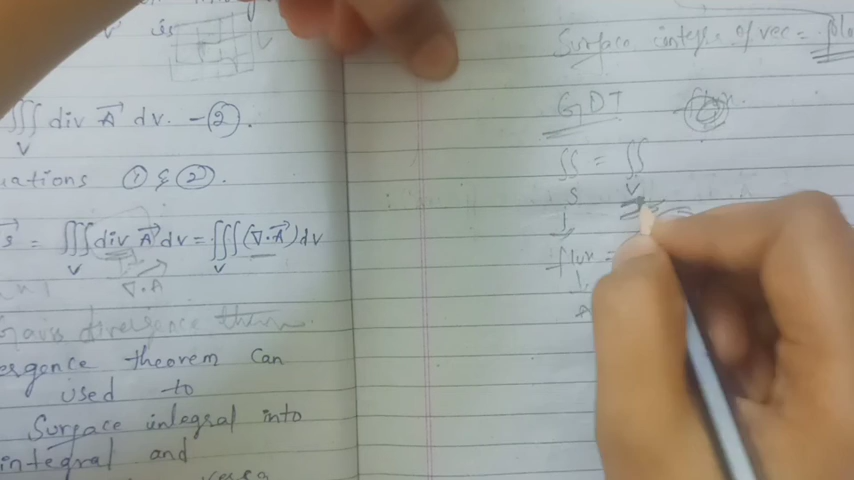 ∭ div A⃗ dv. - ②.
V
uations ① & ②.
s⃗ = ∭ div A⃗ dv = ∭ (∇·A⃗) dv
V V
∇·A
divergence
ergence theorem can
used to
Surface integral into
integral and
Surface integral of vec =
GDT
∬ = ∬
S V
flux =